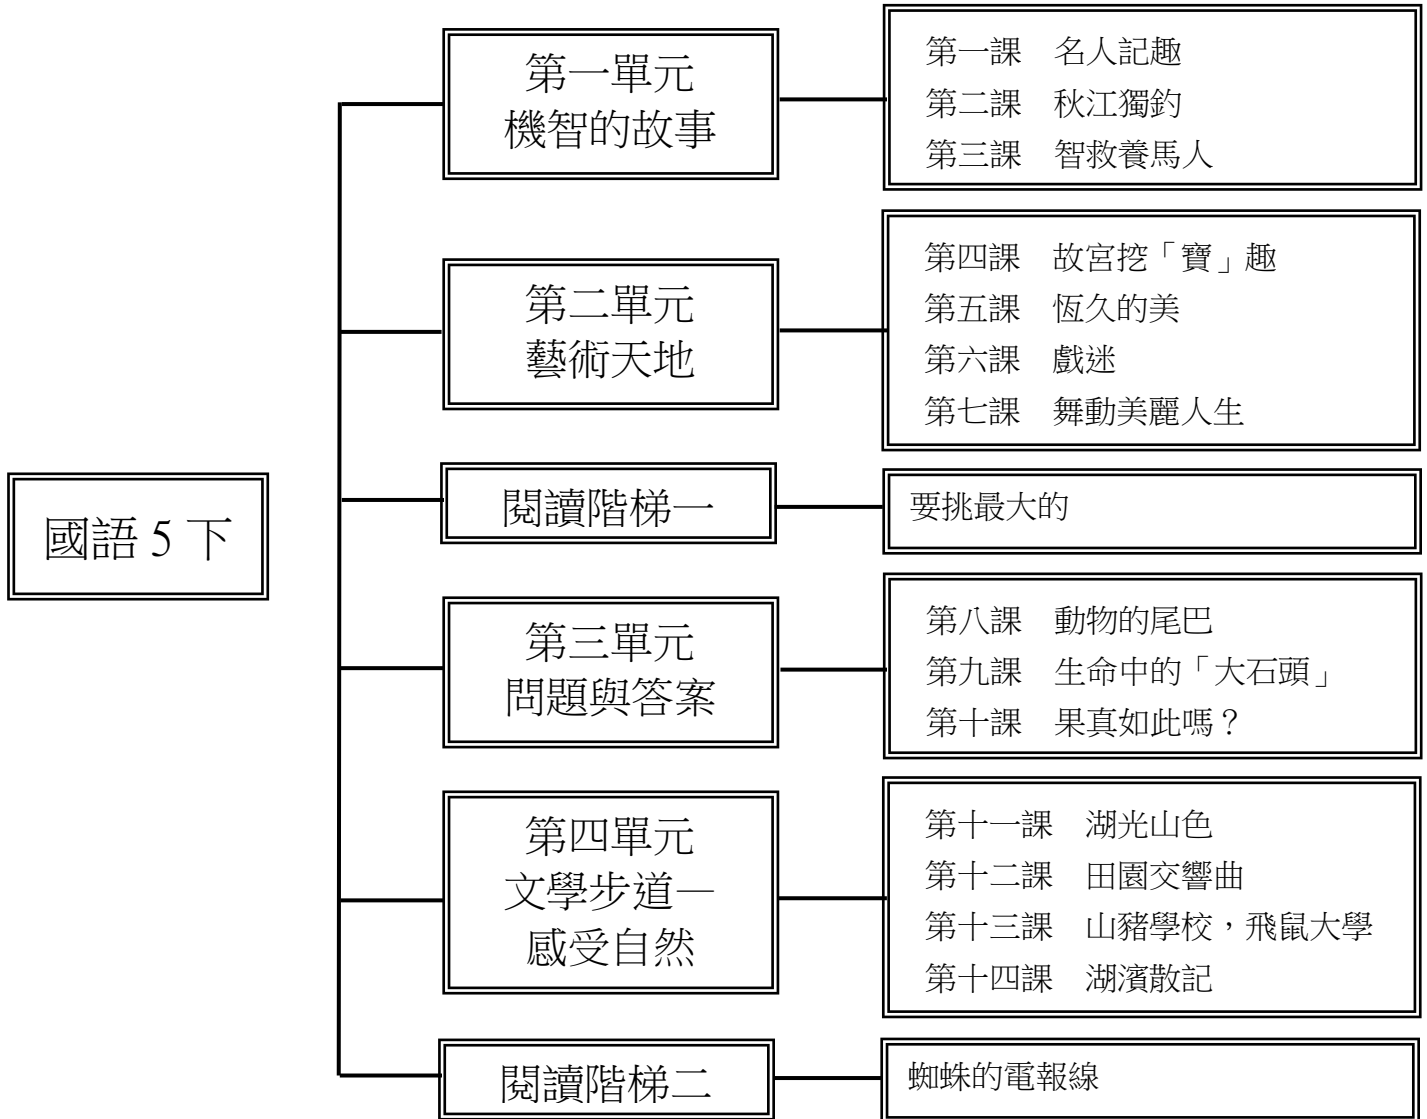 國語 5 下
第一單元
機智的故事
第一課　名人記趣
第二課　秋江獨釣
第三課　智救養馬人
第二單元
藝術天地
第四課　故宮挖「寶」趣
第五課　恆久的美
第六課　戲迷
第七課　舞動美麗人生
閱讀階梯一
要挑最大的
第三單元
問題與答案
第八課　動物的尾巴
第九課　生命中的「大石頭」
第十課　果真如此嗎？
第四單元
文學步道—
感受自然
第十一課　湖光山色
第十二課　田園交響曲
第十三課　山豬學校，飛鼠大學
第十四課　湖濱散記
閱讀階梯二
蜘蛛的電報線